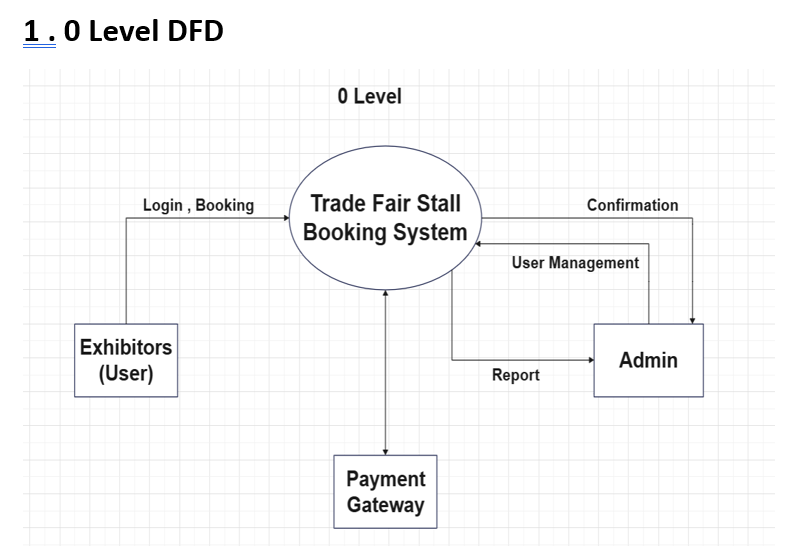 1 . 0 Level DFD
0 Level
Login , Booking
Trade Fair Stall
Booking System
Confirmation
User Management
Exhibitors
(User)
Admin
Report
Payment
Gateway